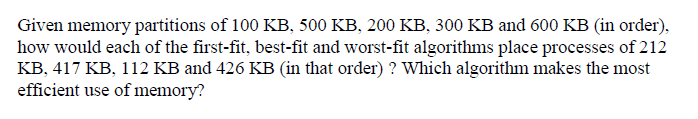 Given memory partitions of 100 KB, 500 KB, 200 KB, 300 KB and 600 KB (in order),
how would each of the first-fit, best-fit and worst-fit algorithms place processes of 212
KB, 417 KB, 112 KB and 426 KB (in that order) ? Which algorithm makes the most
efficient use of memory?